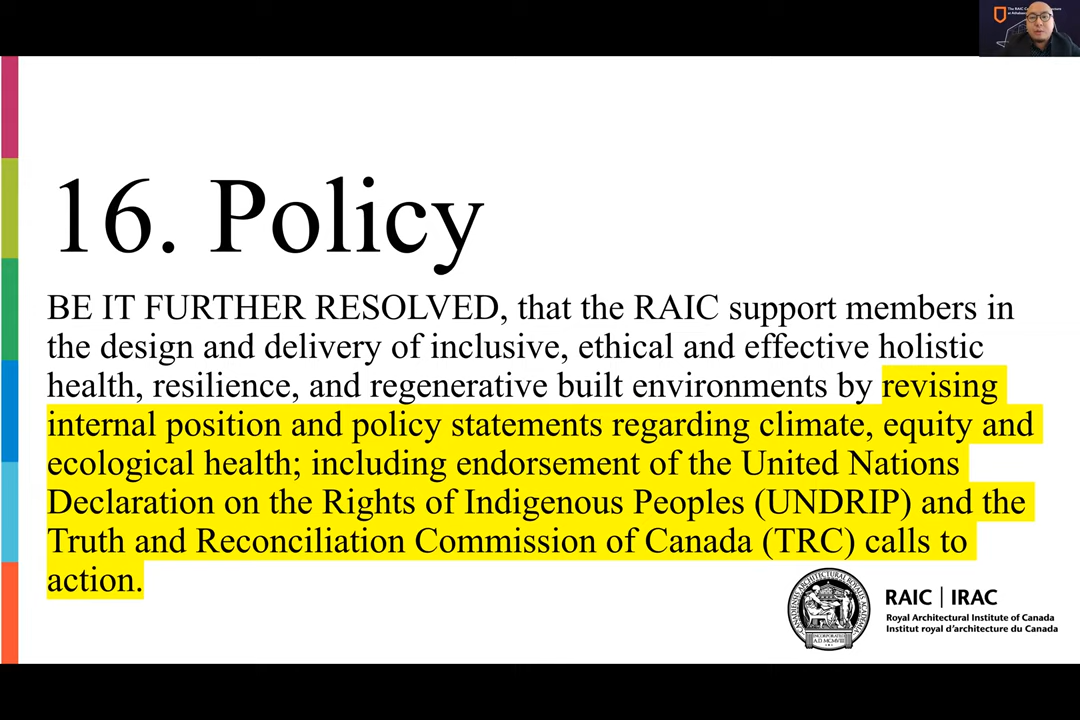 The RAIC
16. Policy
BE IT FURTHER RESOLVED, that the RAIC support members in
the design and delivery of inclusive, ethical and effective holistic
health, resilience, and regenerative built environments by revising
internal position and policy statements regarding climate, equity and
ecological health; including endorsement of the United Nations
Declaration on the Rights of Indigenous Peoples (UNDRIP) and the
Truth and Reconciliation Commission of Canada (TRC) calls to
action.
RAIC | IRAC
Royal Architectural Institute of Canada
Institut royal d'architecture du Canada
INCORPORATED
A.D. MCMVIII